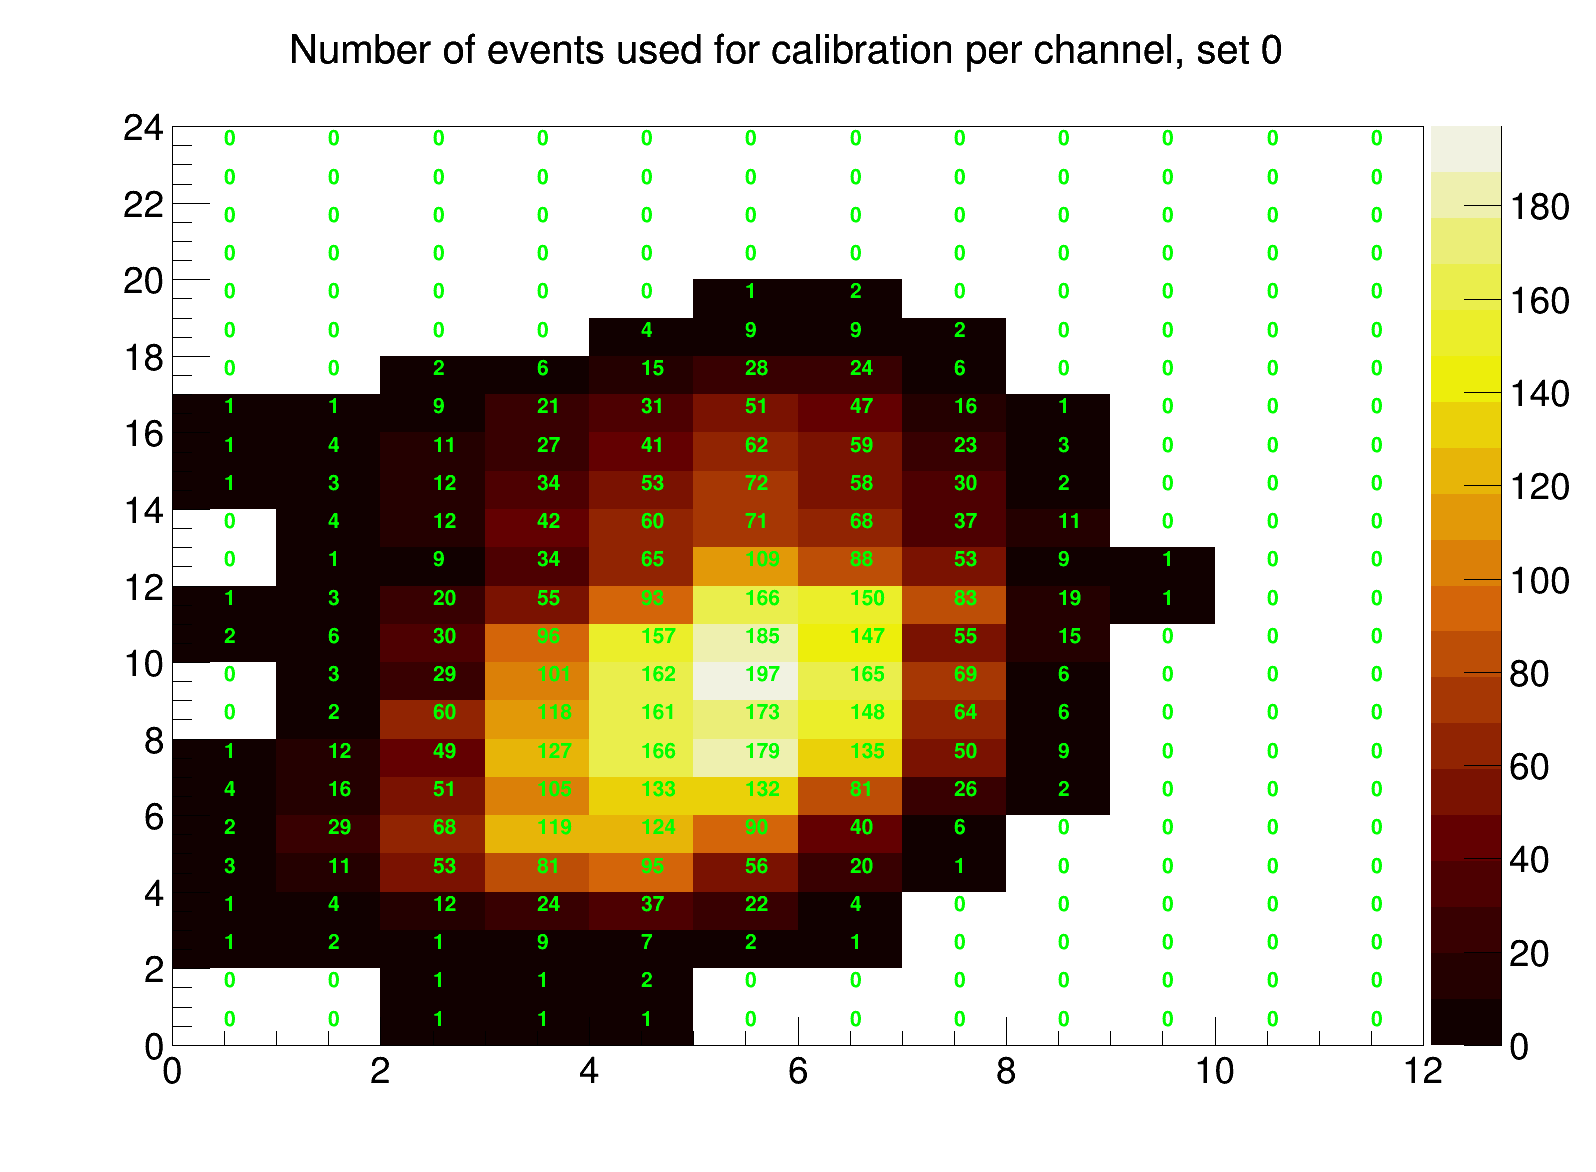 Number of events used for calibration per channel, set 0
24 0 0 0 0 0 0 0 0 0 0 0 0
0 0 0 0 0 0 0 0 0 0 0 0
22 0 0 0 0 0 0 0 0 0 0 0 0 180
0 0 0 0 0 0 0 0 0 0 0 0
20 0 0 0 0 0 1 2 0 0 0 0 0 160
0 0 0 0 4 9 9 2 0 0 0 0
18 0 0 2 6 15 28 24 6 0 0 0 0
1 1 9 21 31 51 47 16 1 0 0 0 140
16 1 4 11 27 41 62 59 23 3 0 0 0
1 3 12 34 53 72 58 30 2 0 0 0 120
14 0 4 12 42 60 71 68 37 11 0 0 0
0 1 9 34 65 109 88 53 9 1 0 0 100
12 1 3 20 55 93 166 150 83 19 1 0 0
2 6 30 96 157 185 147 55 15 0 0 0
10 0 3 29 101 162 197 165 69 6 0 0 0 80
0 2 60 118 161 173 148 64 6 0 0 0
8 1 12 49 127 166 179 135 50 9 0 0 0 60
4 16 51 105 133 132 81 26 2 0 0 0
6 2 29 68 119 124 90 40 6 0 0 0 0
3 11 53 81 95 56 20 1 0 0 0 0 40
4 1 4 12 24 37 22 4 0 0 0 0 0
1 2 1 9 7 2 1 0 0 0 0 0 20
2 0 0 1 1 2 0 0 0 0 0 0 0
0 0 1 1 1 0 0 0 0 0 0 0
0 0
0 2 4 6 8 10 12